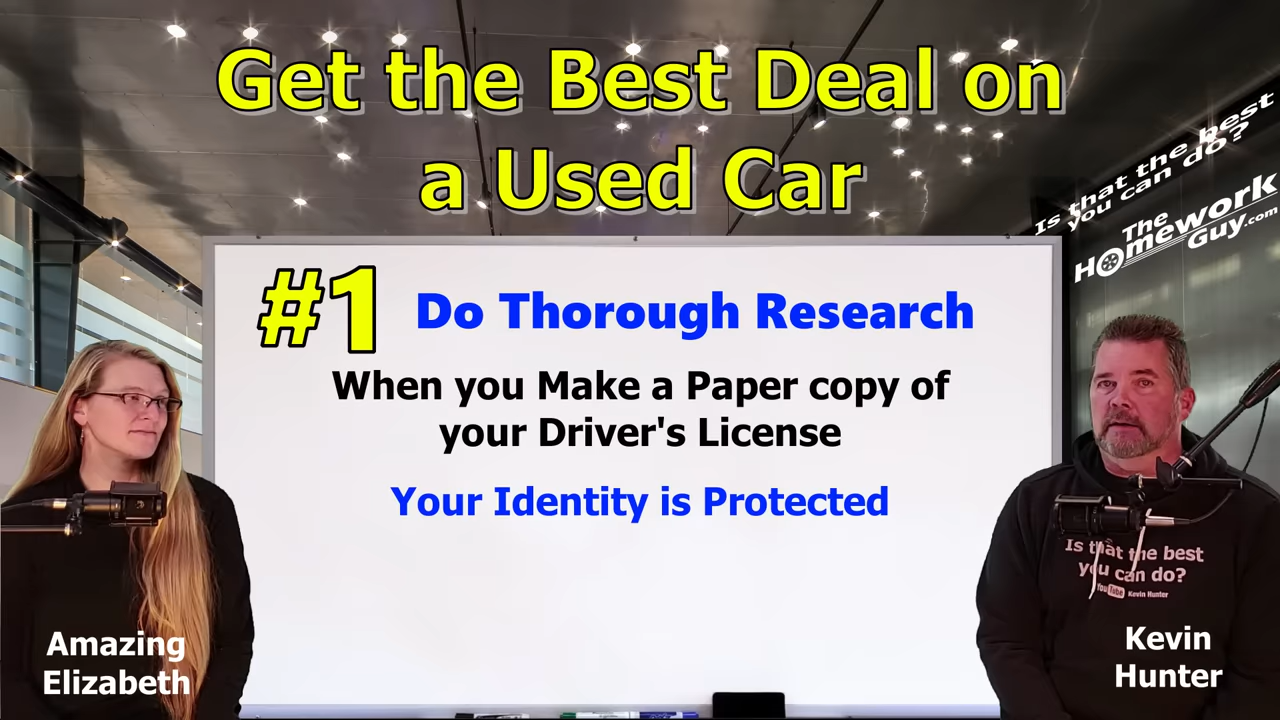 Get the Best Deal on
a Used Car
Is that the best
you can do?
The
Homework
Guy.com
#1 Do Thorough Research
When you Make a Paper copy of
your Driver's License
Your Identity is Protected
Is that the best
you can do?
YouTube Kevin Hunter
Amazing
Elizabeth
Kevin
Hunter